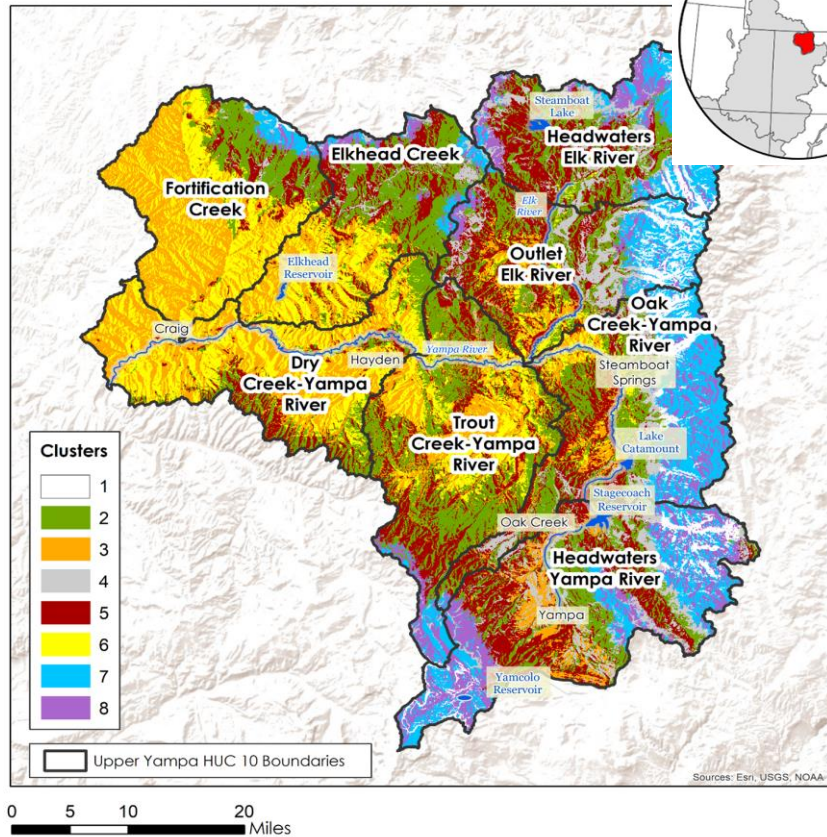 Steamboat
Lake
Headwaters
Elk River
Elkhead Creek
Fortification
Creek
Elk
River
Outlet
Elk River
Elkhead
Reservoir
Oak
Creek-Yampa
River
Craig
Hayden
Yampa River
Steamboat
Springs
Dry
Creek-Yampa
River
Trout
Creek-Yampa
River
Lake
Catamount
Stagecoach
Reservoir
Oak Creek
Headwaters
Yampa River
Yampa
Yamcolo
Reservoir
Clusters
1
2
3
4
5
6
7
8
Upper Yampa HUC 10 Boundaries
Sources: Esri, USGS, NOAA
0 5 10 20
Miles